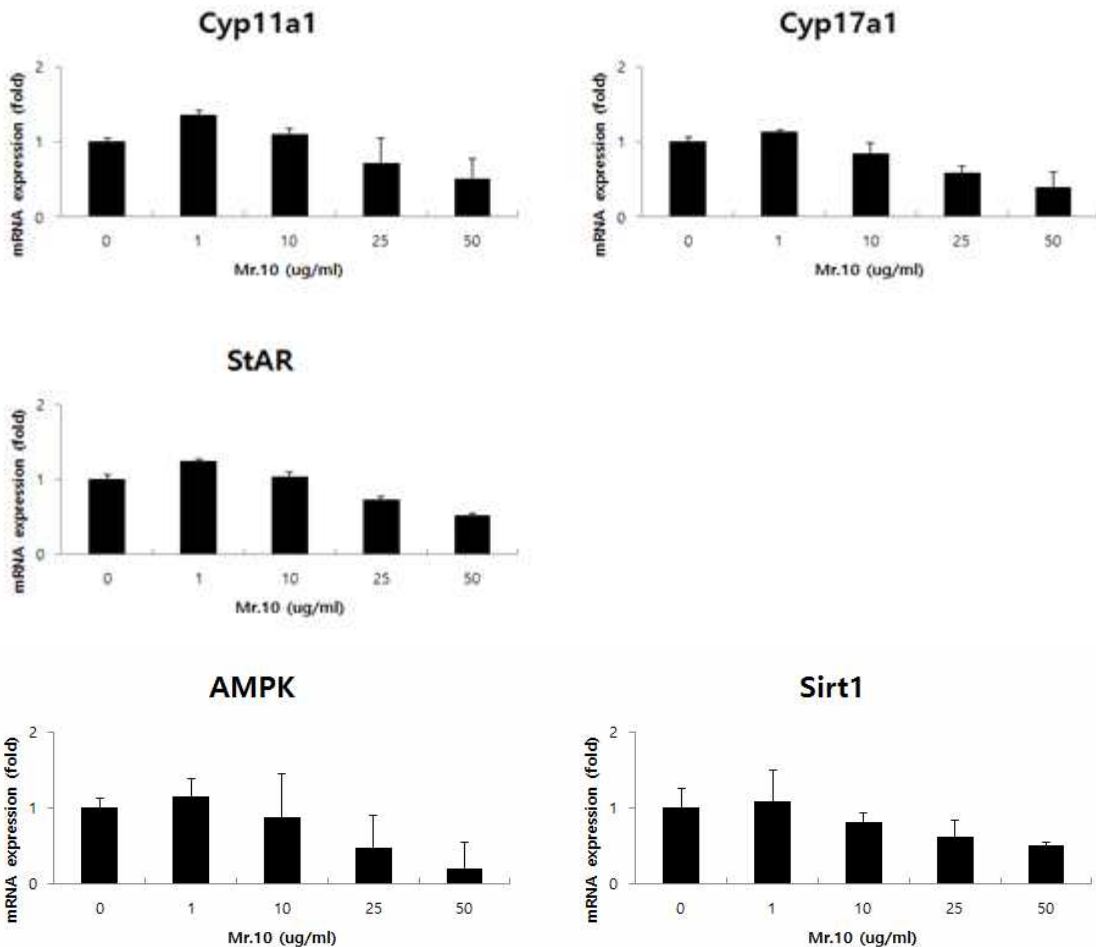 Cyp11a1
mRNA expression (fold)
2
1
0
0 1 10 25 50
Mr.10 (ug/ml)
Cyp17a1
mRNA expression (fold)
2
1
0
0 1 10 25 50
Mr.10 (ug/ml)
StAR
mRNA expression (fold)
2
1
0
0 1 10 25 50
Mr.10 (ug/ml)
AMPK
mRNA expression (fold)
2
1
0
0 1 10 25 50
Mr.10 (ug/ml)
Sirt1
mRNA expression (fold)
2
1
0
0 1 10 25 50
Mr.10 (ug/ml)